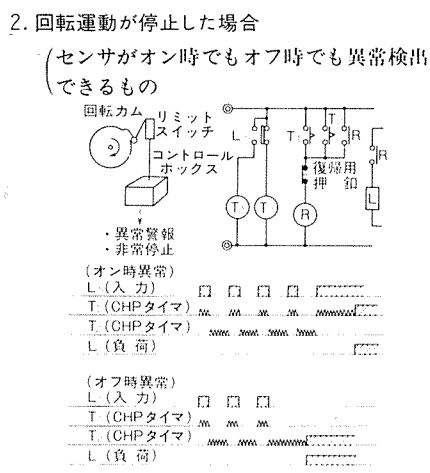 2. 回転運動が停止した場合
(センサがオン時でもオフ時でも異常検出
できるもの
回転カム
リミット
スイッチ
コントロール
ボックス
・異常警報
・非常停止
L
T
T
R
R
復帰用
押 釦
L
T
T
R
(オン時異常)
L (入 力)
T (CHPタイマ)
T (CHPタイマ)
L (負 荷)
(オフ時異常)
L (入 力)
T (CHPタイマ)
T (CHPタイマ)
L (負 荷)